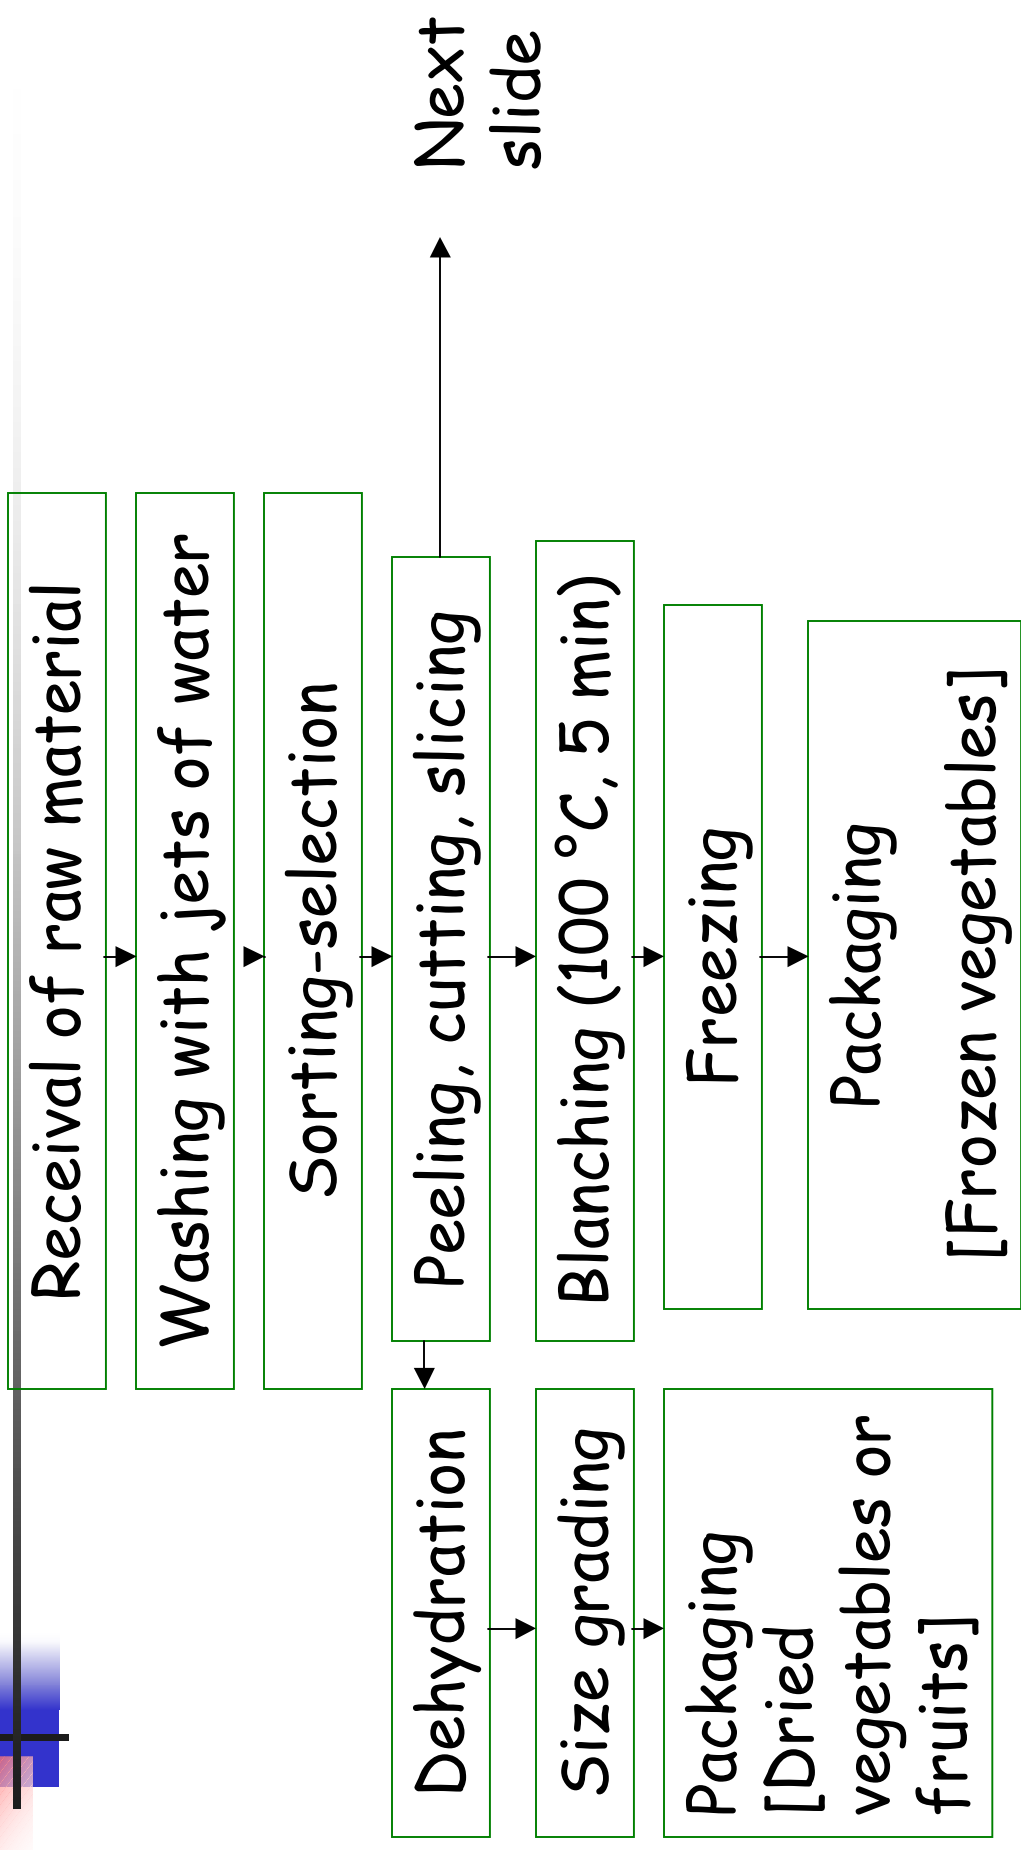 Receival of raw material
Washing with jets of water
Sorting-selection
Peeling, cutting, slicing
Next
slide
Blanching (100 °C, 5 min)
Freezing
Packaging
[Frozen vegetables]
Dehydration
Size grading
Packaging
[Dried
vegetables or
fruits]